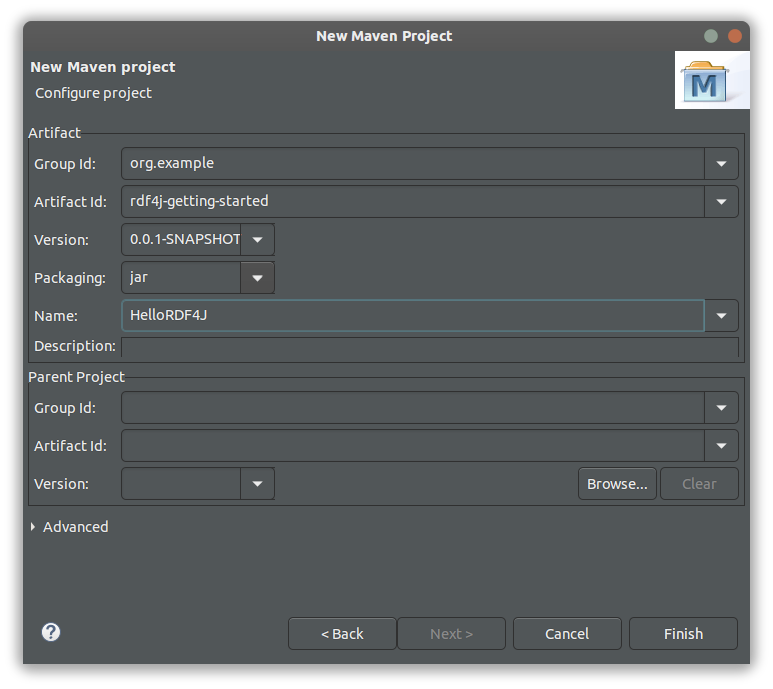 New Maven Project
New Maven project
Configure project
M
Artifact
Group Id: org.example
Artifact Id: rdf4j-getting-started
Version: 0.0.1-SNAPSHOT
Packaging: jar
Name: HelloRDF4J
Description:
Parent Project
Group Id:
Artifact Id:
Version: Browse... Clear
Advanced
? < Back Next > Cancel Finish